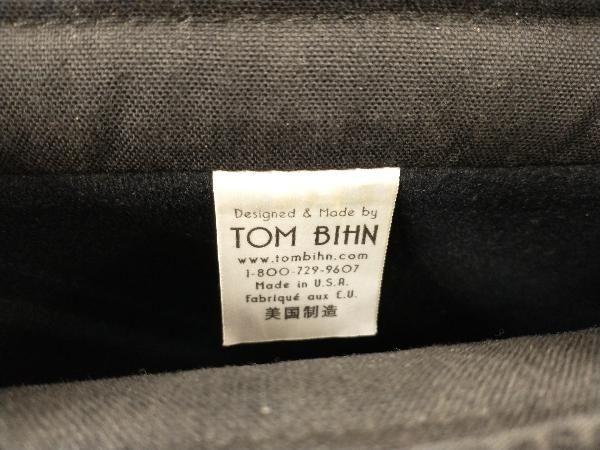 Designed & Made by
TOM BIHN
www.tombihn.com
1-800-729-9607
Made in U.S.A.
Fabriqué aux E.U.
美国制造